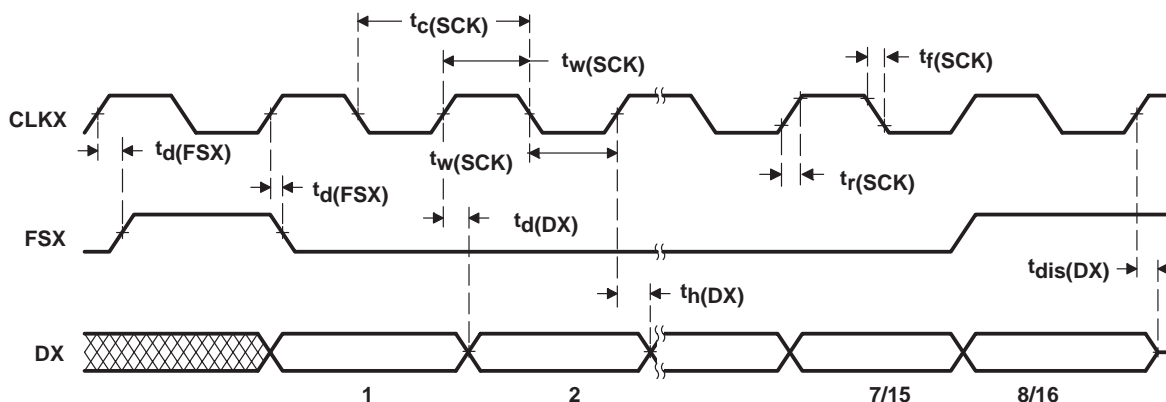 tc(SCK)
tw(SCK)
tf(SCK)
CLKX
td(FSX)
tw(SCK)
td(FSX)
tr(SCK)
td(DX)
FSX
tdis(DX)
th(DX)
DX
1 2 7/15 8/16